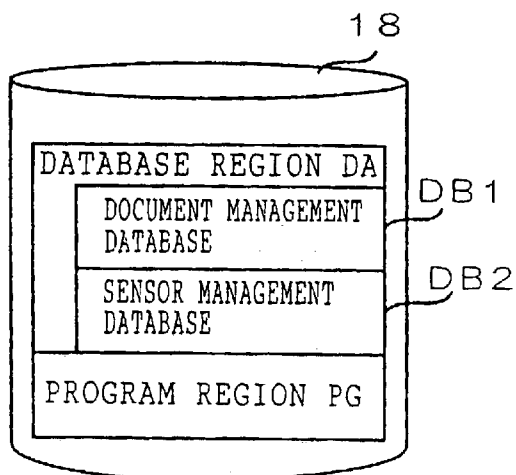 18
DATABASE REGION DA
DOCUMENT MANAGEMENT
DATABASE
DB1
SENSOR MANAGEMENT
DATABASE
DB2
PROGRAM REGION PG